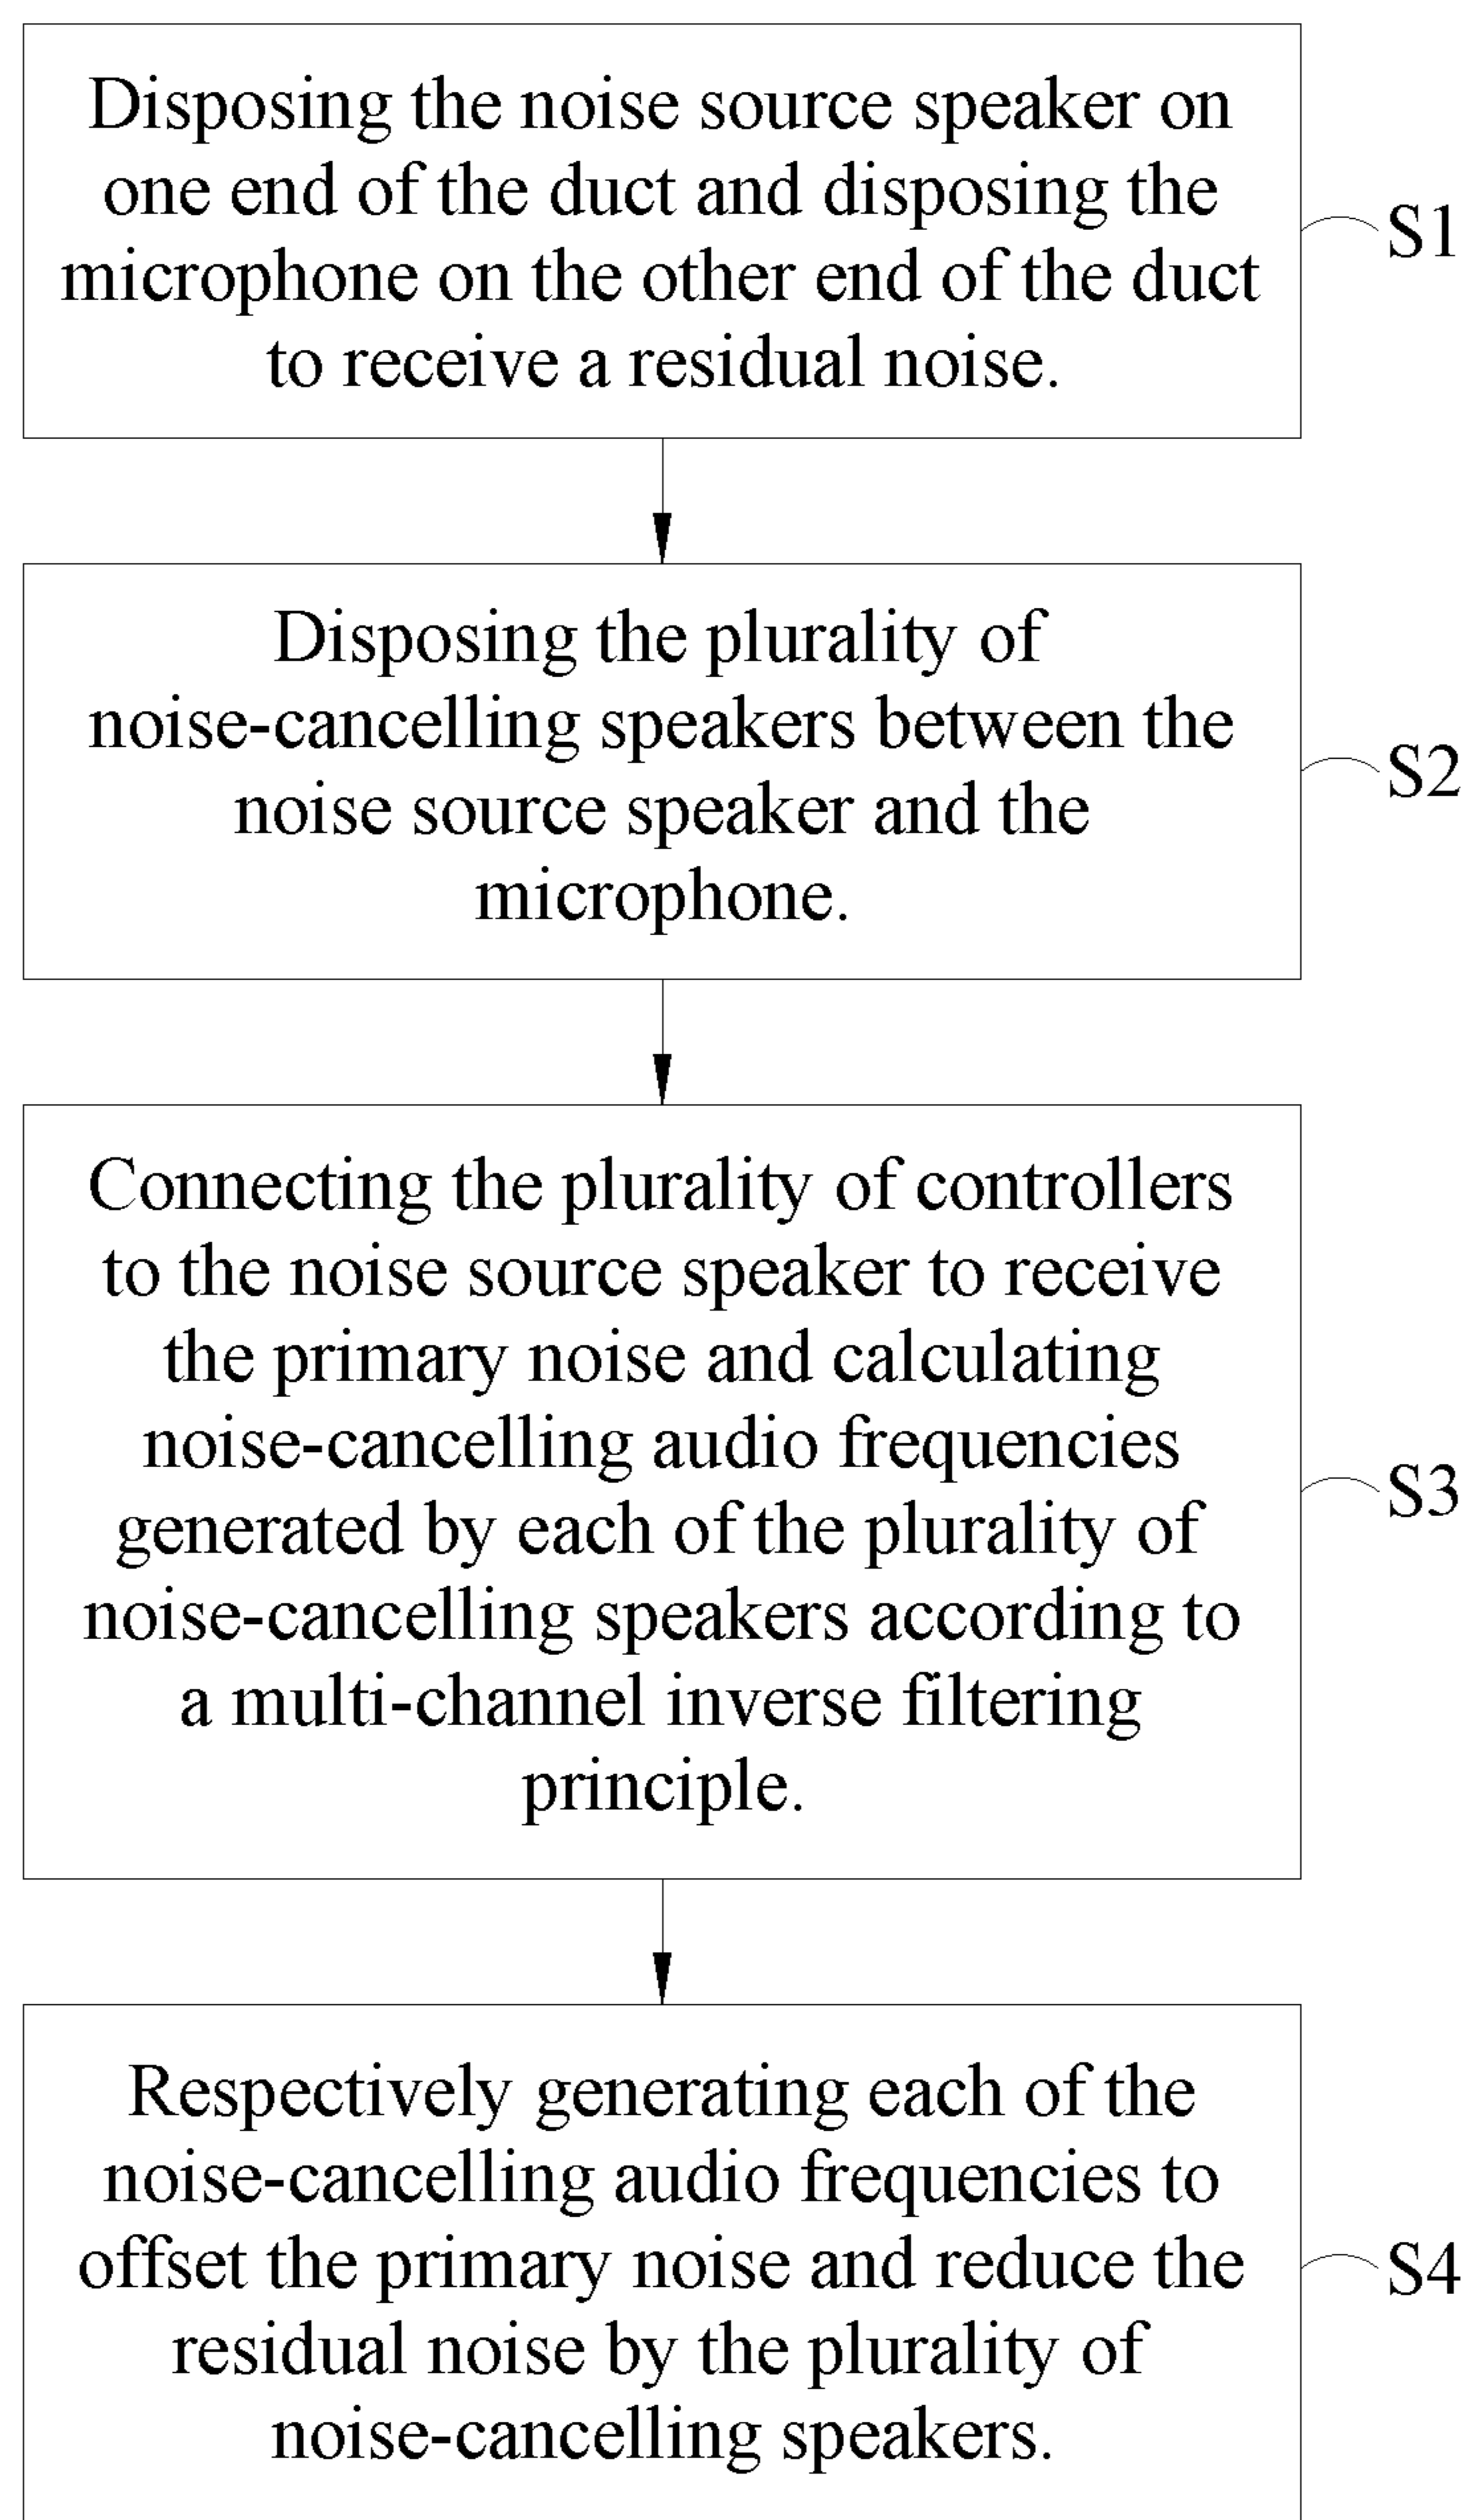 Disposing the noise source speaker on
one end of the duct and disposing the
microphone on the other end of the duct
to receive a residual noise.
S1
Disposing the plurality of
noise-cancelling speakers between the
noise source speaker and the
microphone.
S2
Connecting the plurality of controllers
to the noise source speaker to receive
the primary noise and calculating
noise-cancelling audio frequencies
generated by each of the plurality of
noise-cancelling speakers according to
a multi-channel inverse filtering
principle.
S3
Respectively generating each of the
noise-cancelling audio frequencies to
offset the primary noise and reduce the
residual noise by the plurality of
noise-cancelling speakers.
S4